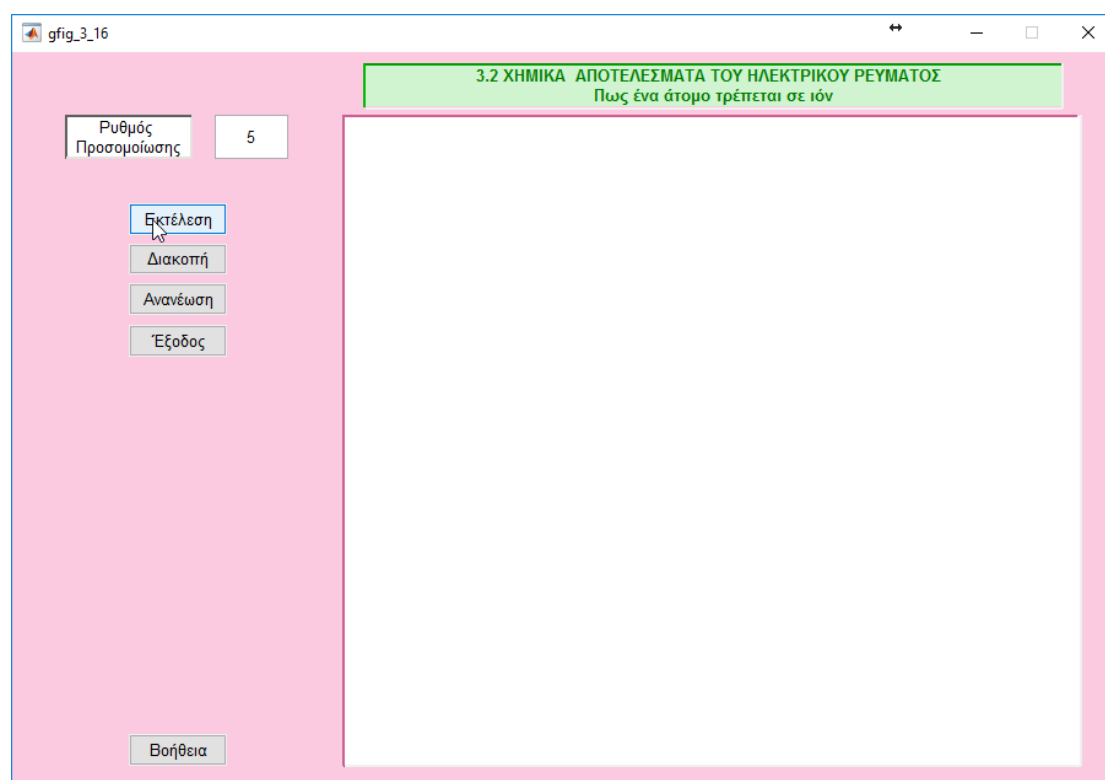 gfig_3_16
3.2 ΧΗΜΙΚΑ ΑΠΟΤΕΛΕΣΜΑΤΑ ΤΟΥ ΗΛΕΚΤΡΙΚΟΥ ΡΕΥΜΑΤΟΣ
Πως ένα άτομο τρέπεται σε ιόν
Ρυθμός
Προσομοίωσης
5
Εκτέλεση
Διακοπή
Ανανέωση
Έξοδος
Βοήθεια